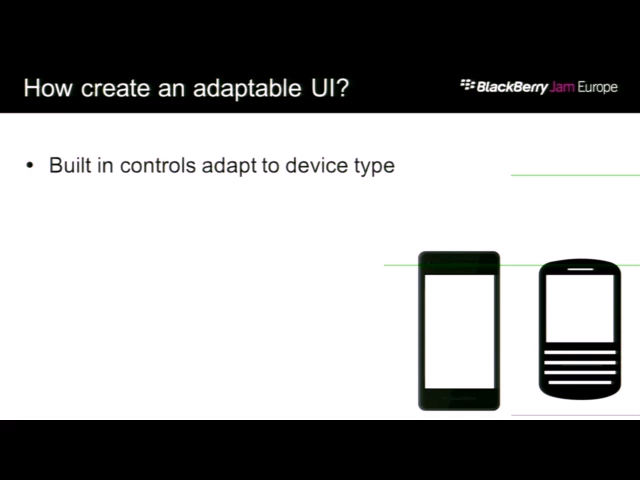 How create an adaptable UI?
BlackBerry Jam Europe
• Built in controls adapt to device type